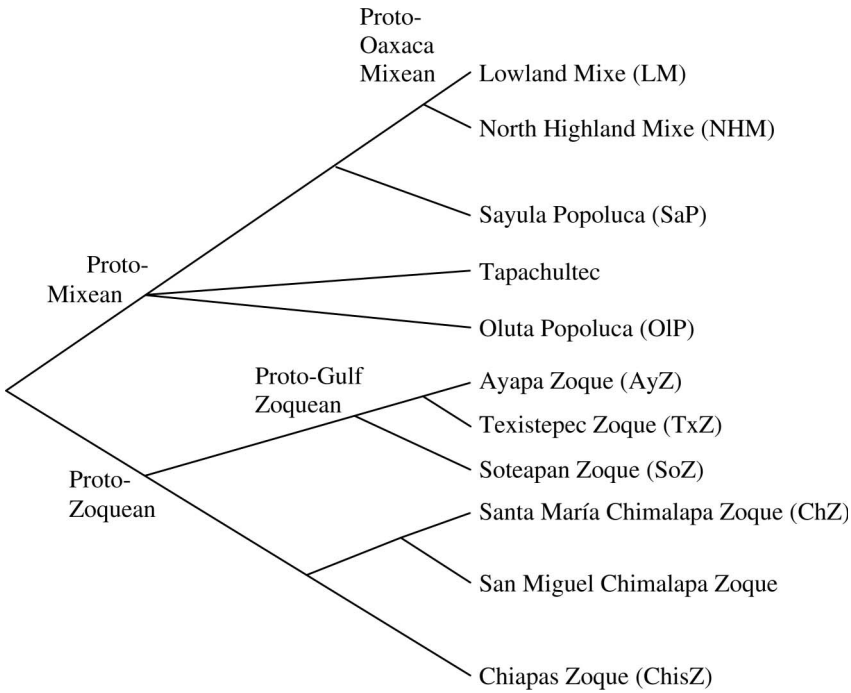 Proto-
Oaxaca
Mixean
Lowland Mixe (LM)
North Highland Mixe (NHM)
Sayula Popoluca (SaP)
Proto-
Mixean
Tapachultec
Oluta Popoluca (OlP)
Proto-Gulf
Zoquean
Ayapa Zoque (AyZ)
Texistepec Zoque (TxZ)
Soteapan Zoque (SoZ)
Proto-
Zoquean
Santa María Chimalapa Zoque (ChZ)
San Miguel Chimalapa Zoque
Chiapas Zoque (ChisZ)